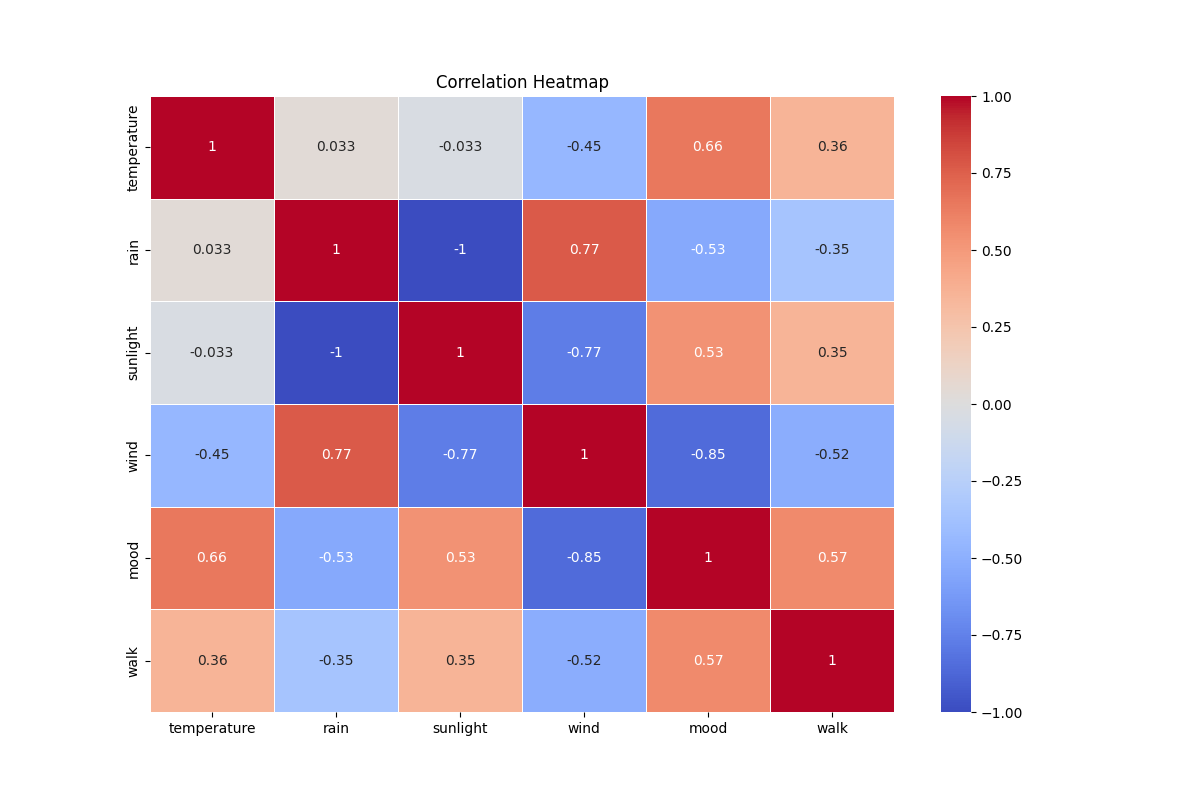 Correlation Heatmap
temperature 1 0.033 -0.033 -0.45 0.66 0.36
rain 0.033 1 -1 0.77 -0.53 -0.35
sunlight -0.033 -1 1 -0.77 0.53 0.35
wind -0.45 0.77 -0.77 1 -0.85 -0.52
mood 0.66 -0.53 0.53 -0.85 1 0.57
walk 0.36 -0.35 0.35 -0.52 0.57 1
temperature rain sunlight wind mood walk
1.00
0.75
0.50
0.25
0.00
−0.25
−0.50
−0.75
−1.00